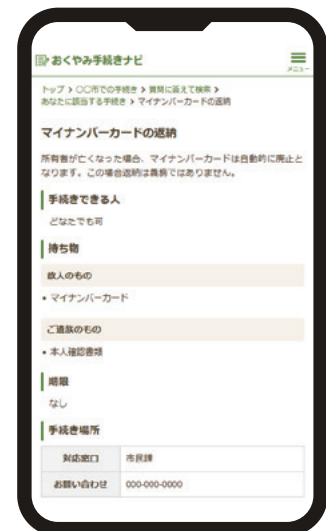 おくやみ手続きナビ
メニュー
トップ > 〇〇市での手続き > 質問に答えて検索 >
あなたに該当する手続き > マイナンバーカードの返納
マイナンバーカードの返納
所有者が亡くなった場合、マイナンバーカードは自動的に廃止と
なります。この場合返納は義務ではありません。
手続きできる人
どなたでも可
持ち物
故人のもの
• マイナンバーカード
ご遺族のもの
• 本人確認書類
期限
なし
手続き場所
対応窓口 市民課
お問い合わせ 000-000-0000